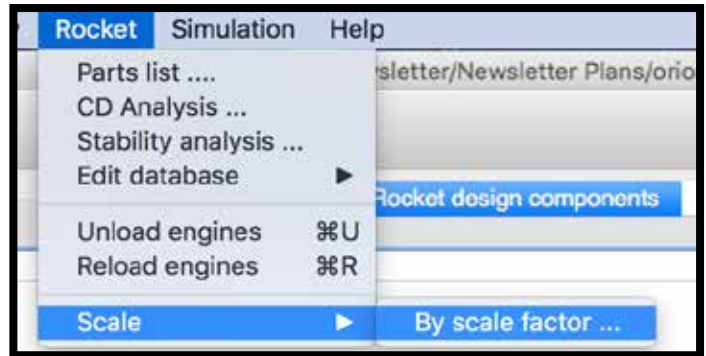 Rocket Simulation Help
sletter/Newsletter Plans/orio
Parts list ....
CD Analysis ...
Stability analysis ...
Edit database ▶
Rocket design components
Unload engines ⌘U
Reload engines ⌘R
Scale ▶ By scale factor ...